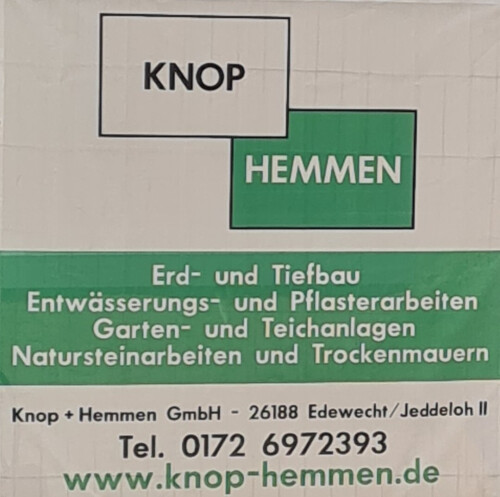 KNOP
HEMMEN
Erd- und Tiefbau
Entwässerungs- und Pflasterarbeiten
Garten- und Teichanlagen
Natursteinarbeiten und Trockenmauern
Knop + Hemmen GmbH - 26188 Edewecht/Jeddeloh II
Tel. 0172 6972393
www.knop-hemmen.de